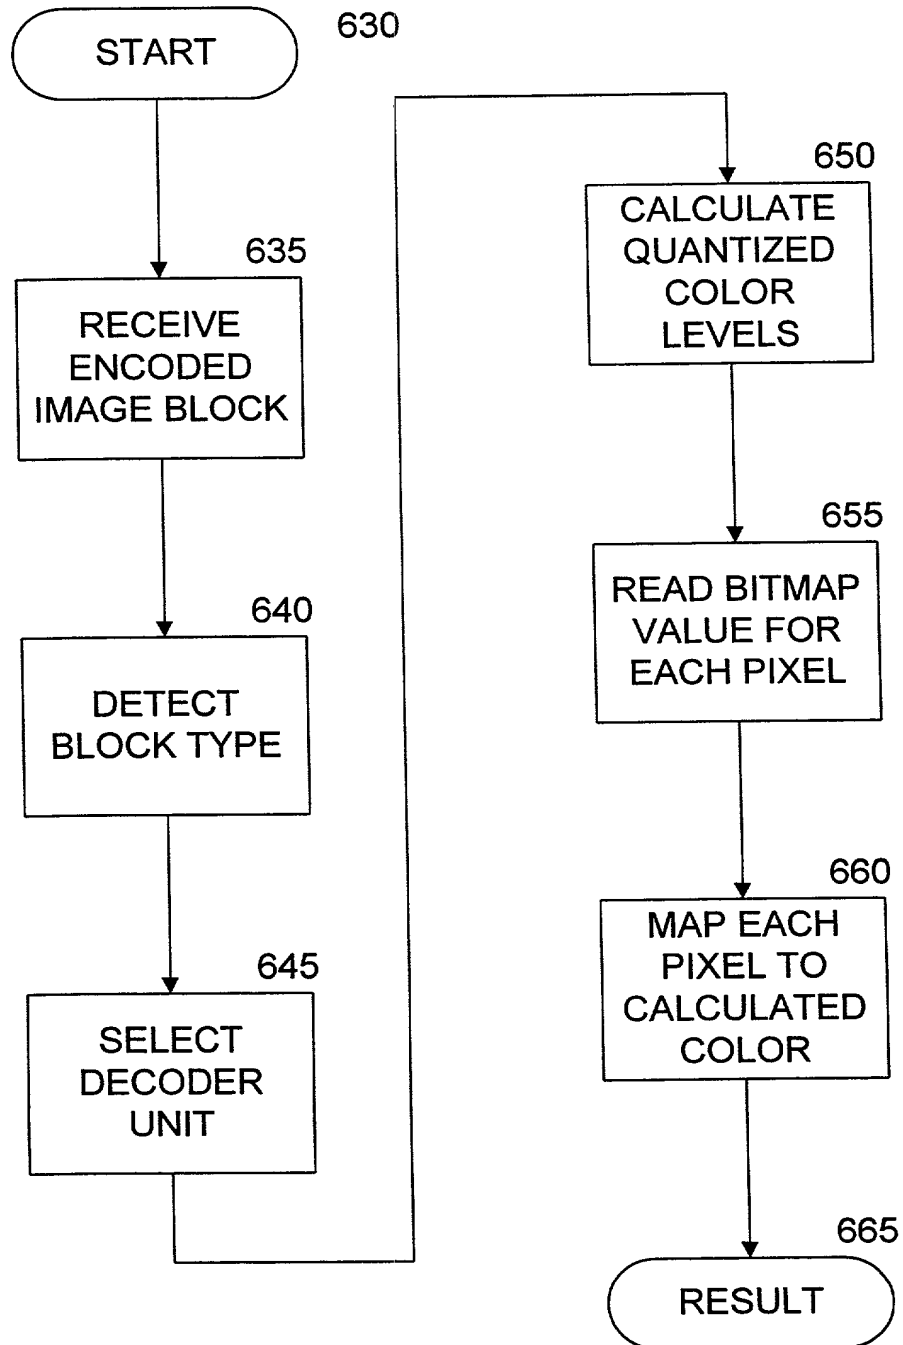 START
630
635
RECEIVE
ENCODED
IMAGE BLOCK
640
DETECT
BLOCK TYPE
645
SELECT
DECODER
UNIT
650
CALCULATE
QUANTIZED
COLOR
LEVELS
655
READ BITMAP
VALUE FOR
EACH PIXEL
660
MAP EACH
PIXEL TO
CALCULATED
COLOR
665
RESULT